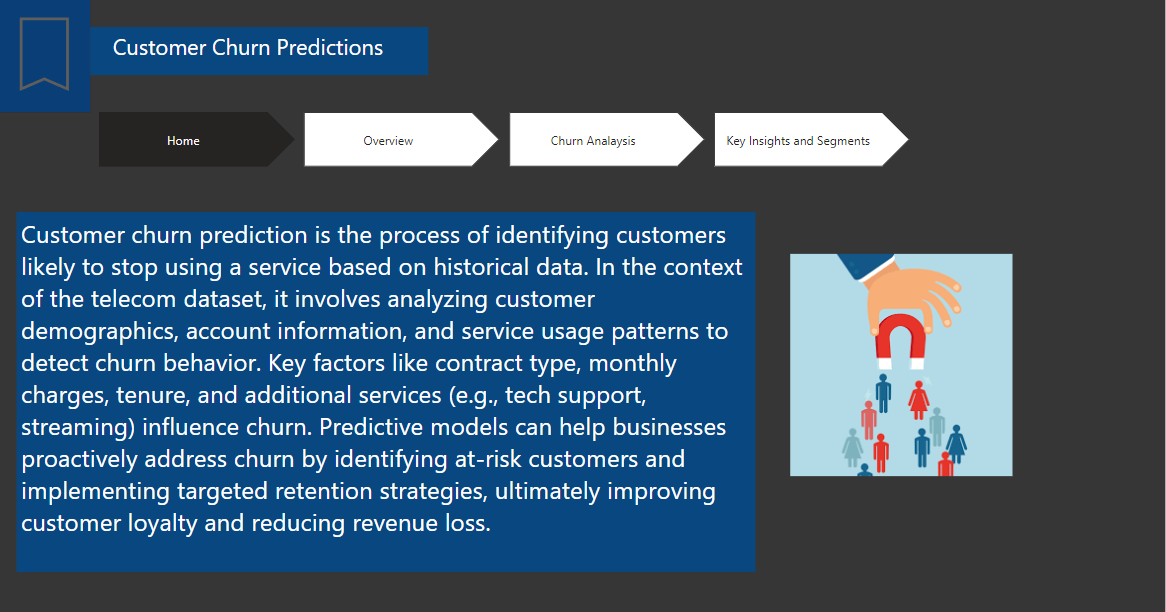 Customer Churn Predictions
Home
Overview
Churn Analaysis
Key Insights and Segments
Customer churn prediction is the process of identifying customers
likely to stop using a service based on historical data. In the context
of the telecom dataset, it involves analyzing customer
demographics, account information, and service usage patterns to
detect churn behavior. Key factors like contract type, monthly
charges, tenure, and additional services (e.g., tech support,
streaming) influence churn. Predictive models can help businesses
proactively address churn by identifying at-risk customers and
implementing targeted retention strategies, ultimately improving
customer loyalty and reducing revenue loss.